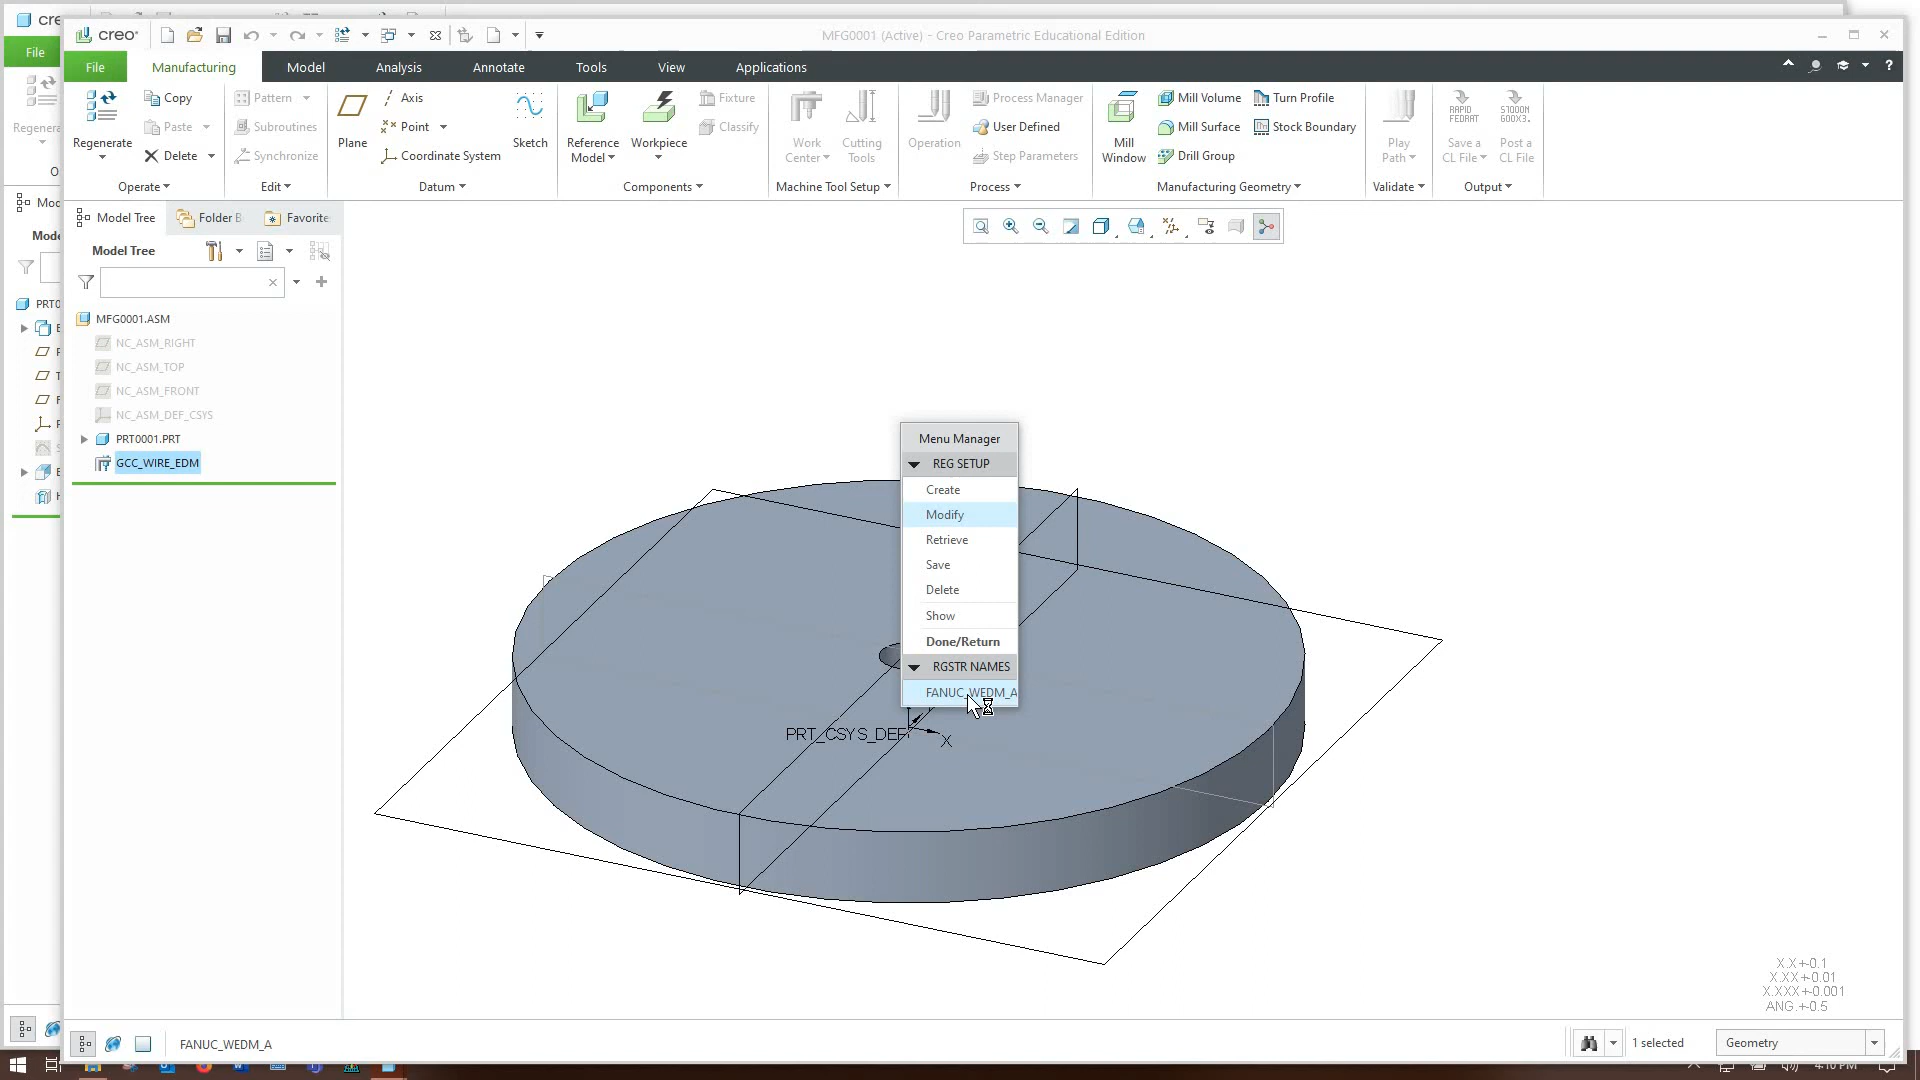 creo
MFG0001 (Active) - Creo Parametric Educational Edition
File
File
Manufacturing
Model
Analysis
Annotate
Tools
View
Applications
Regenerate
Copy
Paste
Delete
Operate
Pattern
Subroutines
Synchronize
Edit
Plane
Axis
Point
Coordinate System
Sketch
Datum
Reference
Model
Workpiece
Fixture
Classify
Components
Work
Center
Cutting
Tools
Machine Tool Setup
Operation
Process Manager
User Defined
Step Parameters
Process
Mill
Window
Mill Volume
Mill Surface
Drill Group
Turn Profile
Stock Boundary
Manufacturing Geometry
Play
Path
Validate
RAPID
FEDRAT
Save a
CL File
Post a
CL File
Output
Model Tree
Folder B
Favorite
Model Tree
MFG0001.ASM
NC_ASM_RIGHT
NC_ASM_TOP
NC_ASM_FRONT
NC_ASM_DEF_CSYS
PRT0001.PRT
GCC_WIRE_EDM
Menu Manager
REG SETUP
Create
Modify
Retrieve
Save
Delete
Show
Done/Return
RGSTR NAMES
FANUC_WEDM_A
PRT_CSYS_DEF
X
X.X+-0.1
X.XX+-0.01
X.XXX+-0.001
ANG.+-0.5
FANUC_WEDM_A
1 selected
Geometry
4:10 PM